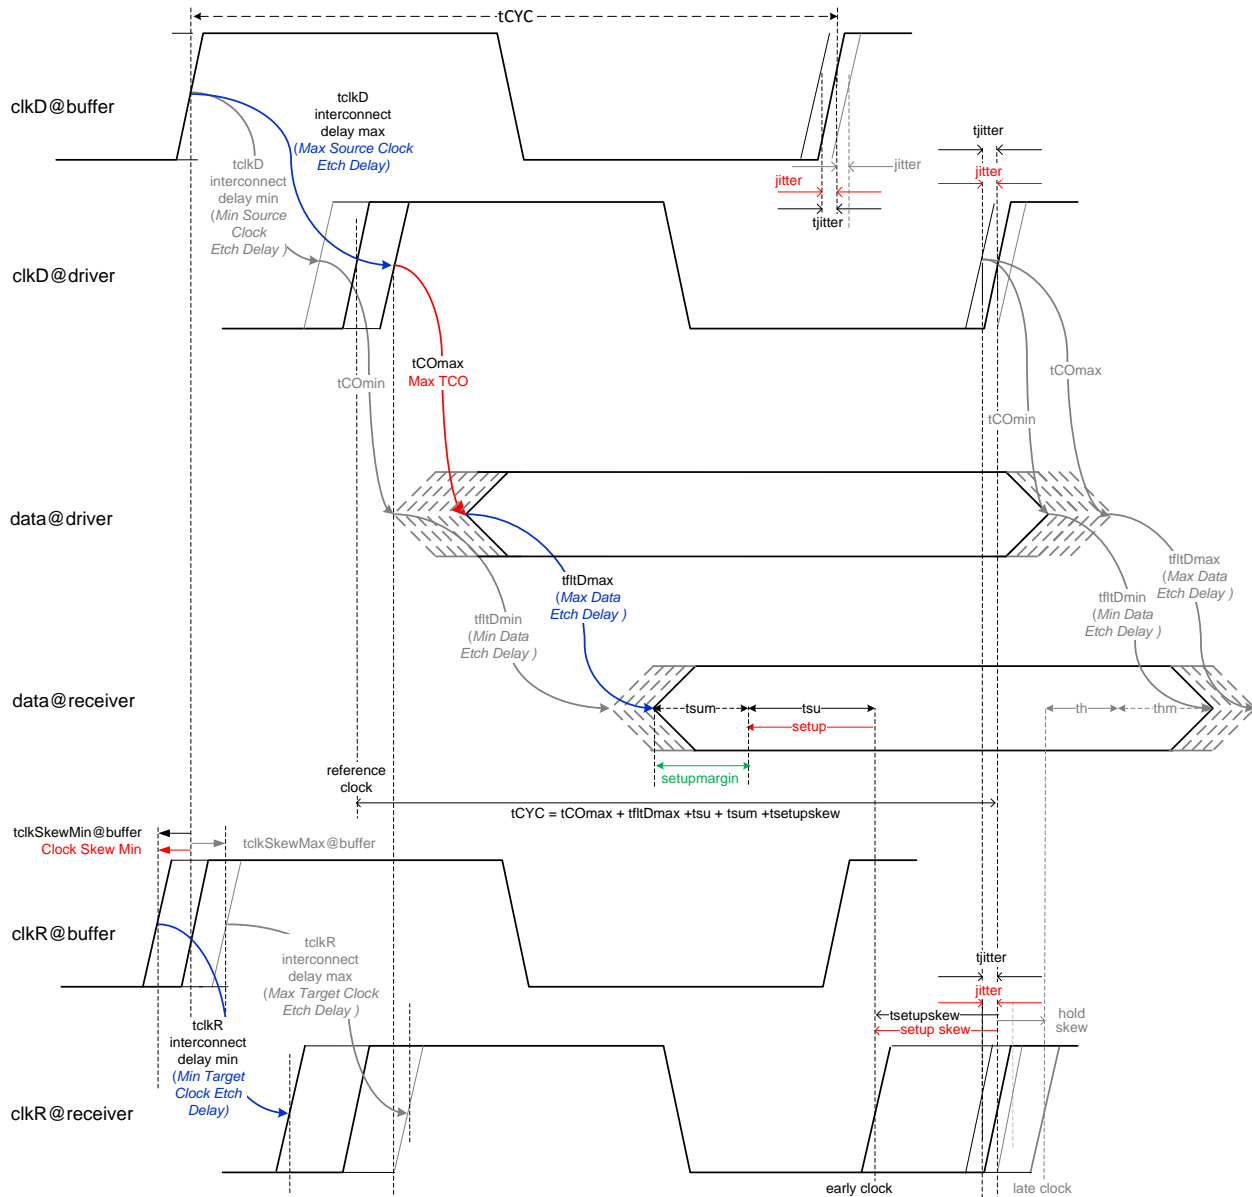 tCYC
clkD@buffer
tclkD
interconnect
delay max
(Max Source Clock
Etch Delay)
tclkD
interconnect
delay min
(Min Source
Clock
Etch Delay )
jitter
jitter
tjitter
tjitter
jitter
clkD@driver
tCOmin
tCOmax
Max TCO
tCOmax
tCOmin
data@driver
tfltDmax
(Max Data
Etch Delay )
tfltDmin
(Min Data
Etch Delay )
tfltDmax
(Max Data
Etch Delay )
tfltDmin
(Min Data
Etch Delay )
data@receiver
tsum
tsu
setup
setupmargin
th
thm
reference
clock
tCYC = tCOmax + tfltDmax +tsu + tsum +tsetupskew
tclkSkewMin@buffer
Clock Skew Min
tclkSkewMax@buffer
clkR@buffer
tclkR
interconnect
delay max
(Max Target Clock
Etch Delay )
tjitter
jitter
tsetupskew
setup skew
hold
skew
tclkR
interconnect
delay min
(Min Target
Clock Etch
Delay)
clkR@receiver
early clock
late clock